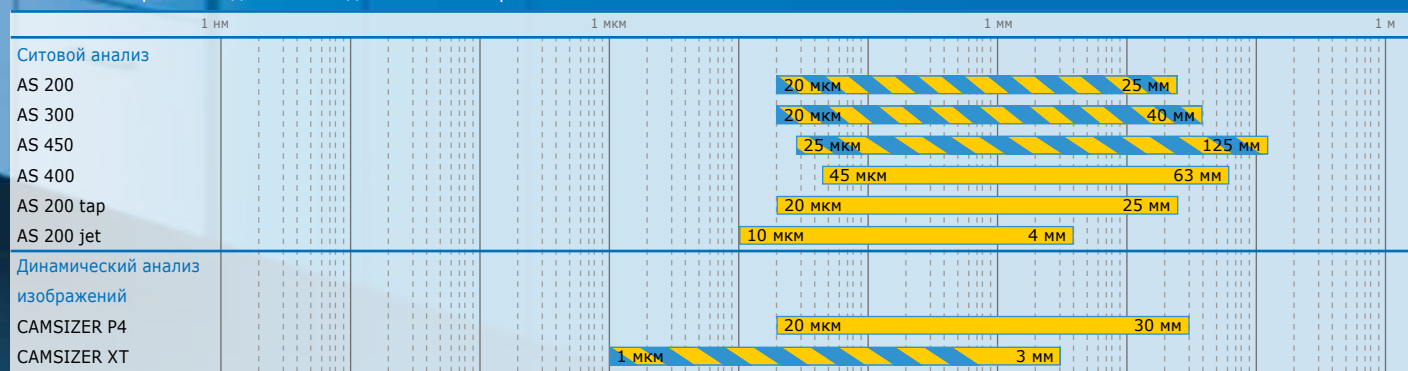 1 нм 1 мкм 1 мм 1 м
Ситовой анализ
AS 200 20 мкм 25 мм
AS 300 20 мкм 40 мм
AS 450 25 мкм 125 мм
AS 400 45 мкм 63 мм
AS 200 tap 20 мкм 25 мм
AS 200 jet 10 мкм 4 мм
Динамический анализ
изображений
CAMSIZER P4 20 мкм 30 мм
CAMSIZER XT 1 мкм 3 мм